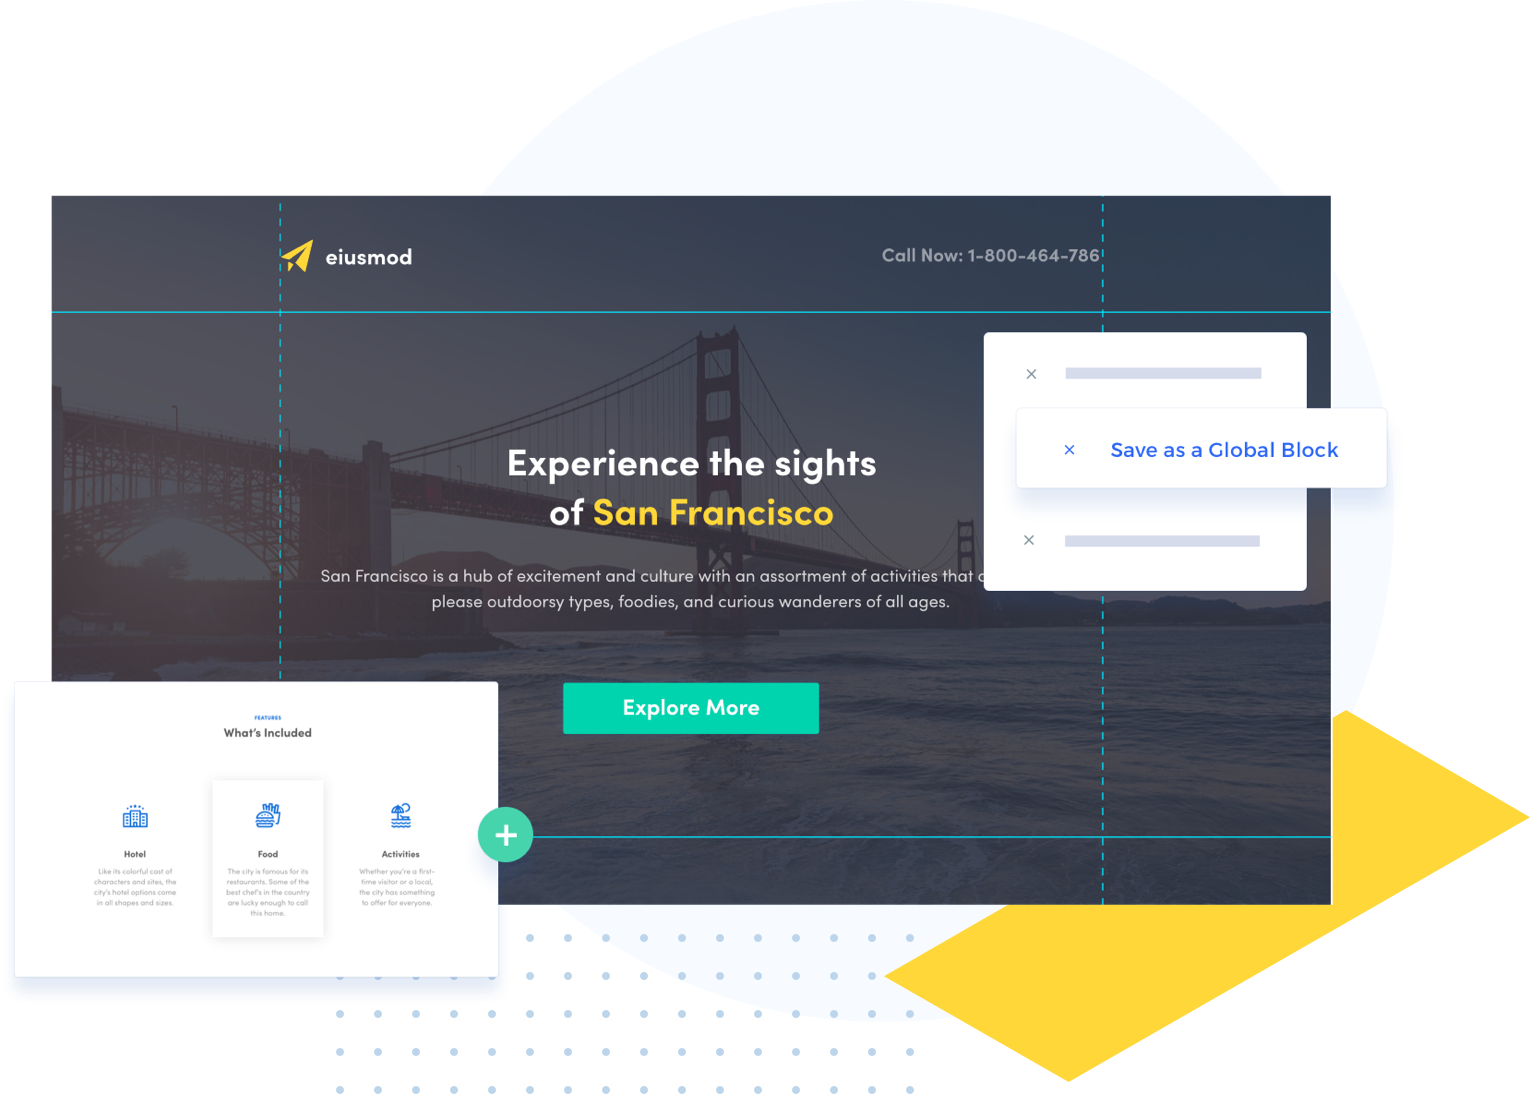 eiusmod
Call Now: 1-800-464-786
Experience the sights
of San Francisco
San Francisco is a hub of excitement and culture with an assortment of activities that
please outdoorsy types, foodies, and curious wanderers of all ages.
Explore More
Save as a Global Block
FEATURES
What's Included
Hotel
Like its colorful cast of
characters and sites, the
city's hotel options come
in all shapes and sizes.
Food
The city is famous for its
restaurants. Some of the
best chef's in the country
are lucky enough to call
this home.
Activities
Whether you're a first-
time visitor or a local,
the city has something
to offer for everyone.